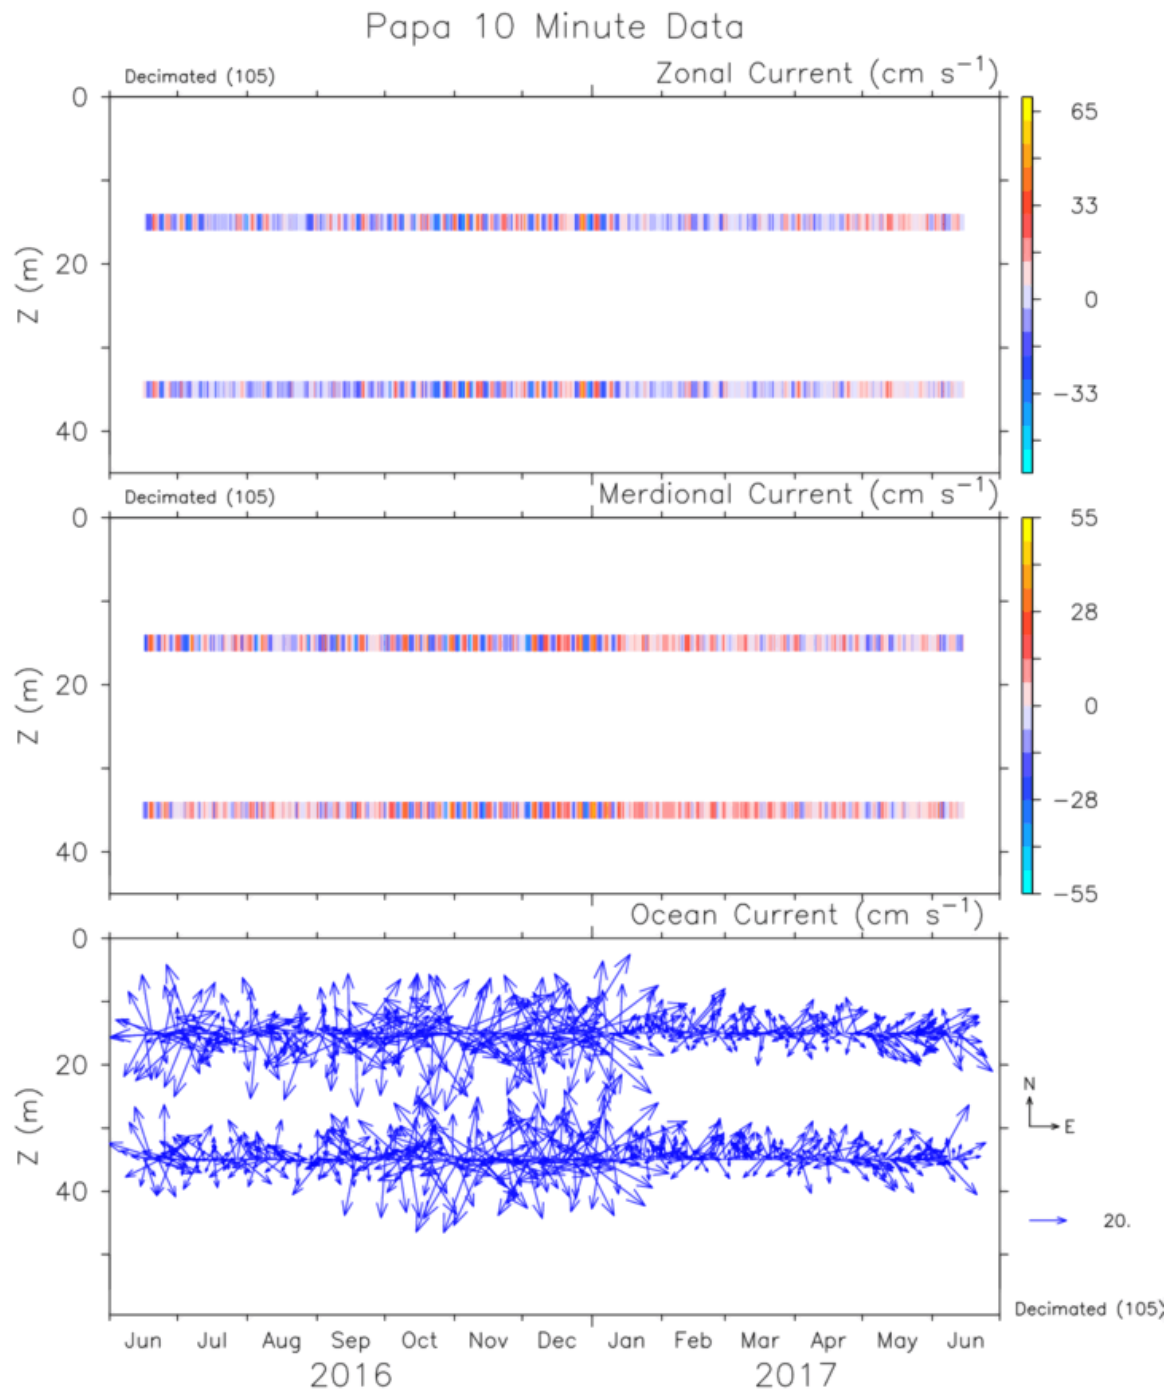 Papa 10 Minute Data
Decimated (105)
Zonal Current (cm s⁻¹)
0
20
40
Z (m)
65
33
0
−33
Decimated (105)
Merdional Current (cm s⁻¹)
0
20
40
Z (m)
55
28
0
−28
−55
Ocean Current (cm s⁻¹)
0
20
40
Z (m)
N
E
20.
Decimated (105)
Jun Jul Aug Sep Oct Nov Dec Jan Feb Mar Apr May Jun
2016 2017